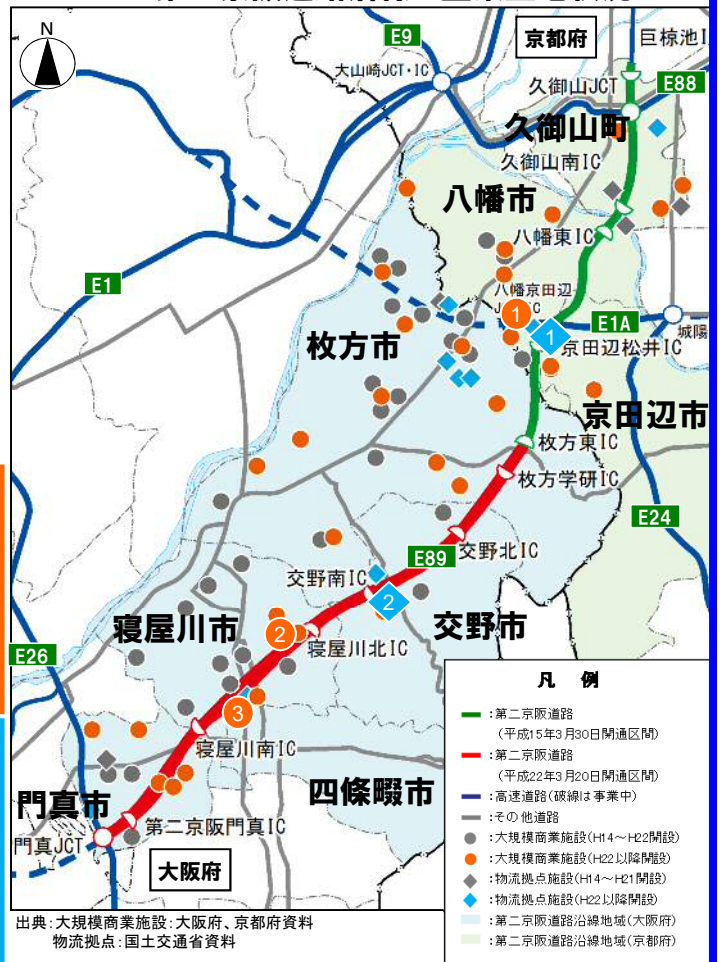 N
E9
京都府
巨椋池I
大山崎JCT・IC
久御山JCT
E88
久御山町
久御山南IC
八幡市
八幡東IC
E1
八幡京田辺
1
1
E1A
城陽
京田辺松井IC
枚方市
京田辺市
枚方東IC
枚方学研IC
E24
交野北IC
E89
交野南IC
2
寝屋川市
2
交野市
寝屋川北IC
E26
3
寝屋川南IC
四條畷市
門真市
第二京阪門真IC
門真JCT
大阪府
凡 例
:第二京阪道路
(平成15年3月30日開通区間)
:第二京阪道路
(平成22年3月20日開通区間)
:高速道路(破線は事業中)
:その他道路
:大規模商業施設(H14～H22開設)
:大規模商業施設(H22以降開設)
:物流拠点施設(H14～H21開設)
:物流拠点施設(H22以降開設)
:第二京阪道路沿線地域(大阪府)
:第二京阪道路沿線地域(京都府)
出典:大規模商業施設:大阪府、京都府資料
物流拠点:国土交通省資料